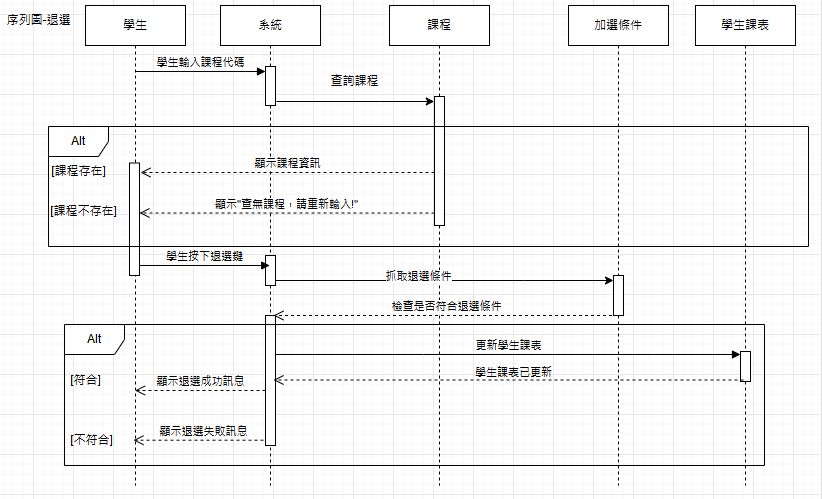 序列圖-退選
學生
系統
課程
加選條件
學生課表
學生輸入課程代碼
查詢課程
Alt
[課程存在]
顯示課程資訊
[課程不存在]
顯示"查無課程，請重新輸入!"
學生按下退選鍵
抓取退選條件
檢查是否符合退選條件
Alt
更新學生課表
[符合]
顯示退選成功訊息
學生課表已更新
[不符合]
顯示退選失敗訊息